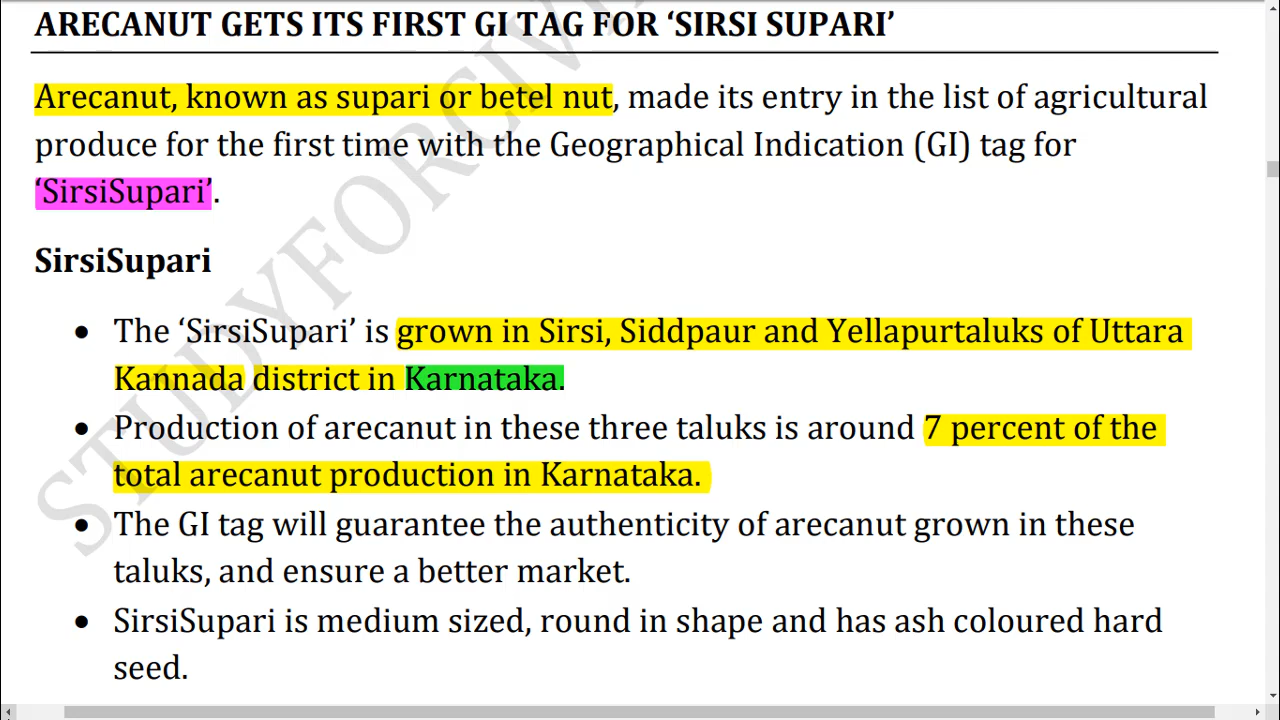 ARECANUT GETS ITS FIRST GI TAG FOR ‘SIRSI SUPARI’
Arecanut, known as supari or betel nut, made its entry in the list of agricultural
produce for the first time with the Geographical Indication (GI) tag for
‘SirsiSupari’.
SirsiSupari
• The ‘SirsiSupari’ is grown in Sirsi, Siddpaur and Yellapurtaluks of Uttara
Kannada district in Karnataka.
• Production of arecanut in these three taluks is around 7 percent of the
total arecanut production in Karnataka.
• The GI tag will guarantee the authenticity of arecanut grown in these
taluks, and ensure a better market.
• SirsiSupari is medium sized, round in shape and has ash coloured hard
seed.